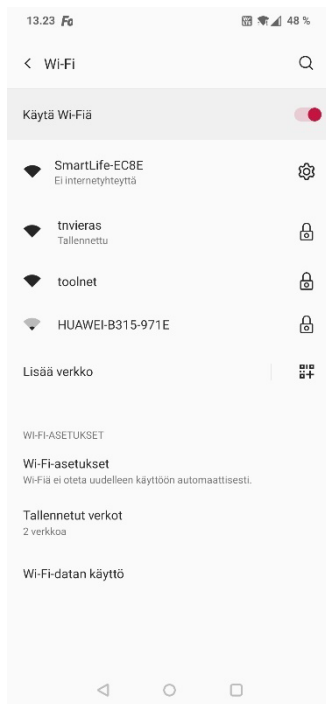 13.23 Fo 48 %
Wi-Fi
Käytä Wi-Fiä
SmartLife-EC8E
Ei internetyhteyttä
tnvieras
Tallennettu
toolnet
HUAWEI-B315-971E
Lisää verkko
WI-FI-ASETUKSET
Wi-Fi-asetukset
Wi-Fiä ei oteta uudelleen käyttöön automaattisesti.
Tallennetut verkot
2 verkkoa
Wi-Fi-datan käyttö